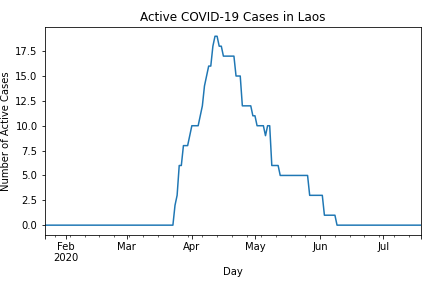 Active COVID-19 Cases in Laos
Number of Active Cases
17.5
15.0
12.5
10.0
7.5
5.0
2.5
0.0
Feb Mar Apr May Jun Jul
2020
Day